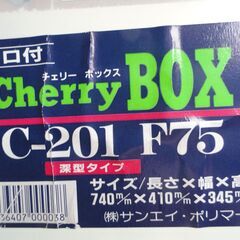 口付
チェリー ボックス
Cherry BOX
C-201 F75
深型タイプ
サイズ/長さ×幅×高
740m/m×410m/m×345m/m
36407000038
(株)サンエイ・ポリマー